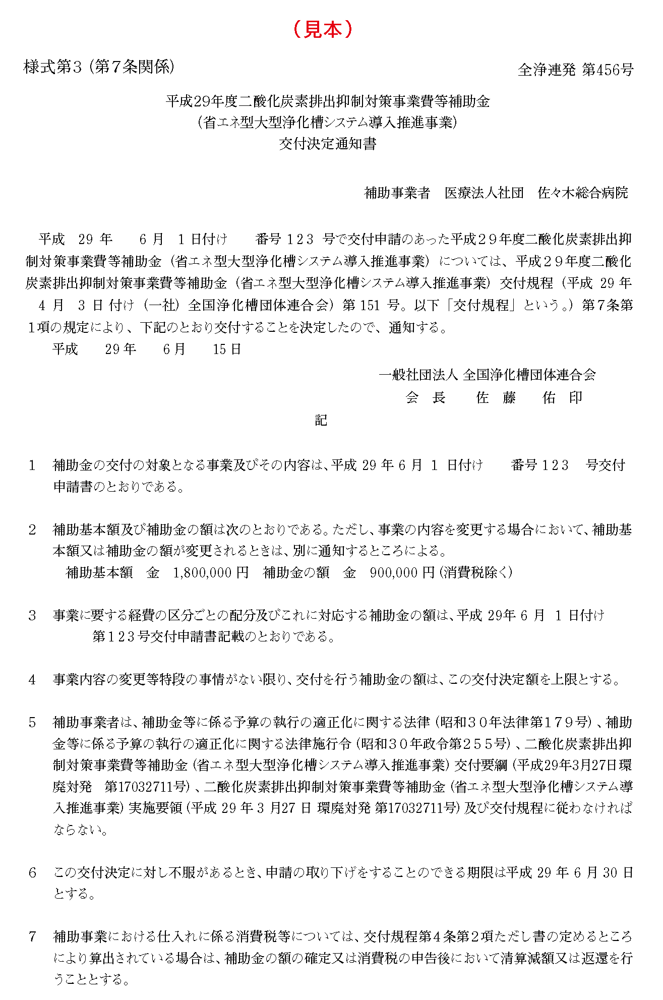 （見本）
様式第３（第７条関係）
全浄連発 第456号
平成29年度二酸化炭素排出抑制対策事業費等補助金
（省エネ型大型浄化槽システム導入推進事業）
交付決定通知書
補助事業者　医療法人社団　佐々木総合病院
平成　29 年　　6 月　1 日付け　　番号 １２３ 号で交付申請のあった平成２９年度二酸化炭素排出抑
制対策事業費等補助金（省エネ型大型浄化槽システム導入推進事業）については、平成２９年度二酸化
炭素排出抑制対策事業費等補助金（省エネ型大型浄化槽システム導入推進事業）交付規程（平成 29 年
4 月　3 日 付け（一社）全国浄化槽団体連合会）第 151 号。以下「交付規程」という。）第７条第
１項の規定により、下記のとおり交付することを決定したので、通知する。
平成　　29 年　　6 月　　15 日
一般社団法人 全国浄化槽団体連合会
会　長　　佐　藤　　佑　印
記
１　補助金の交付の対象となる事業及びその内容は、平成 29 年 6 月 1 日付け　　番号 １２３　号交付
申請書のとおりである。
２　補助基本額及び補助金の額は次のとおりである。ただし、事業の内容を変更する場合において、補助基
本額又は補助金の額が変更されるときは、別に通知するところによる。
補助基本額　金　1,800,000 円　補助金の額　金　900,000 円（消費税除く）
３　事業に要する経費の区分ごとの配分及びこれに対応する補助金の額は、平成 29年 6 月 1 日付け
第１２３号交付申請書記載のとおりである。
４　事業内容の変更等特段の事情がない限り、交付を行う補助金の額は、この交付決定額を上限とする。
５　補助事業者は、補助金等に係る予算の執行の適正化に関する法律（昭和３０年法律第１７９号）、補助
金等に係る予算の執行の適正化に関する法律施行令（昭和３０年政令第２５５号）、二酸化炭素排出抑
制対策事業費等補助金（省エネ型大型浄化槽システム導入推進事業）交付要綱（平成29年3月27日環
廃対発　第17032711号）、二酸化炭素排出抑制対策事業費等補助金（省エネ型大型浄化槽システム導
入推進事業）実施要領（平成 29 年 3 月27 日 環廃対発 第17032711号）及び交付規程に従わなければ
ならない。
６　この交付決定に対し不服があるとき、申請の取り下げをすることのできる期限は平成 29 年 6 月 30 日
とする。
７　補助事業における仕入れに係る消費税等については、交付規程第４条第２項ただし書の定めるところ
により算出されている場合は、補助金の額の確定又は消費税の申告後において清算減額又は返還を行
うこととする。